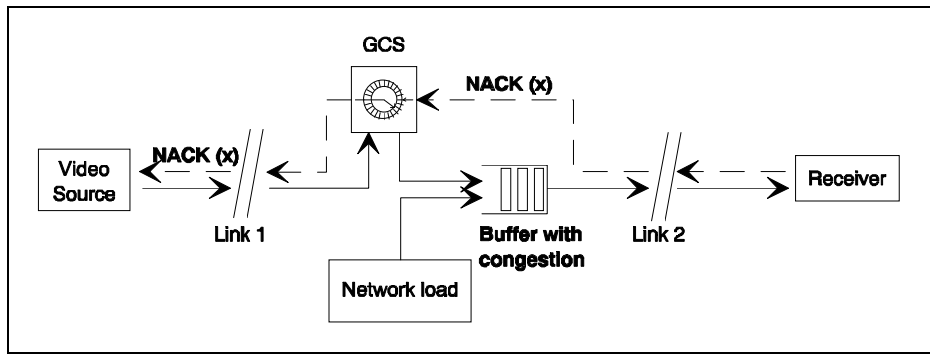 GCS
NACK (x)
NACK (x)
Video
Source
Receiver
Link 1
Buffer with
congestion
Link 2
Network load